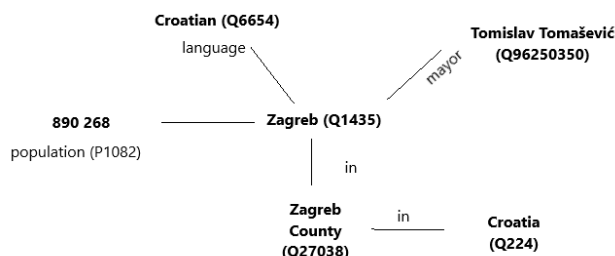 Croatian (Q6654)
language
Tomislav Tomašević
(Q96250350)
mayor
890 268
population (P1082)
Zagreb (Q1435)
in
Zagreb
County
(Q27038)
in
Croatia
(Q224)